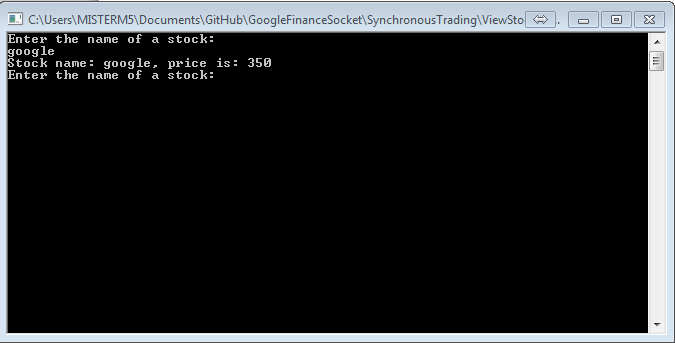 C:\Users\MISTERM5\Documents\GitHub\GoogleFinanceSocket\SynchronousTrading\ViewSto
Enter the name of a stock:
google
Stock name: google, price is: 350
Enter the name of a stock: